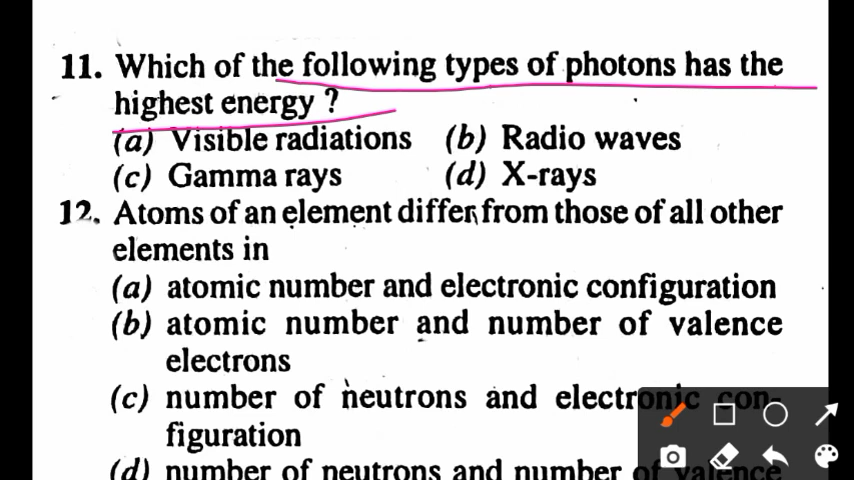 11. Which of the following types of photons has the
highest energy ?
(a) Visible radiations (b) Radio waves
(c) Gamma rays (d) X-rays
12. Atoms of an element differ from those of all other
elements in
(a) atomic number and electronic configuration
(b) atomic number and number of valence
electrons
(c) number of neutrons and electronic con-
figuration
(d) number of neutrons and number of valence